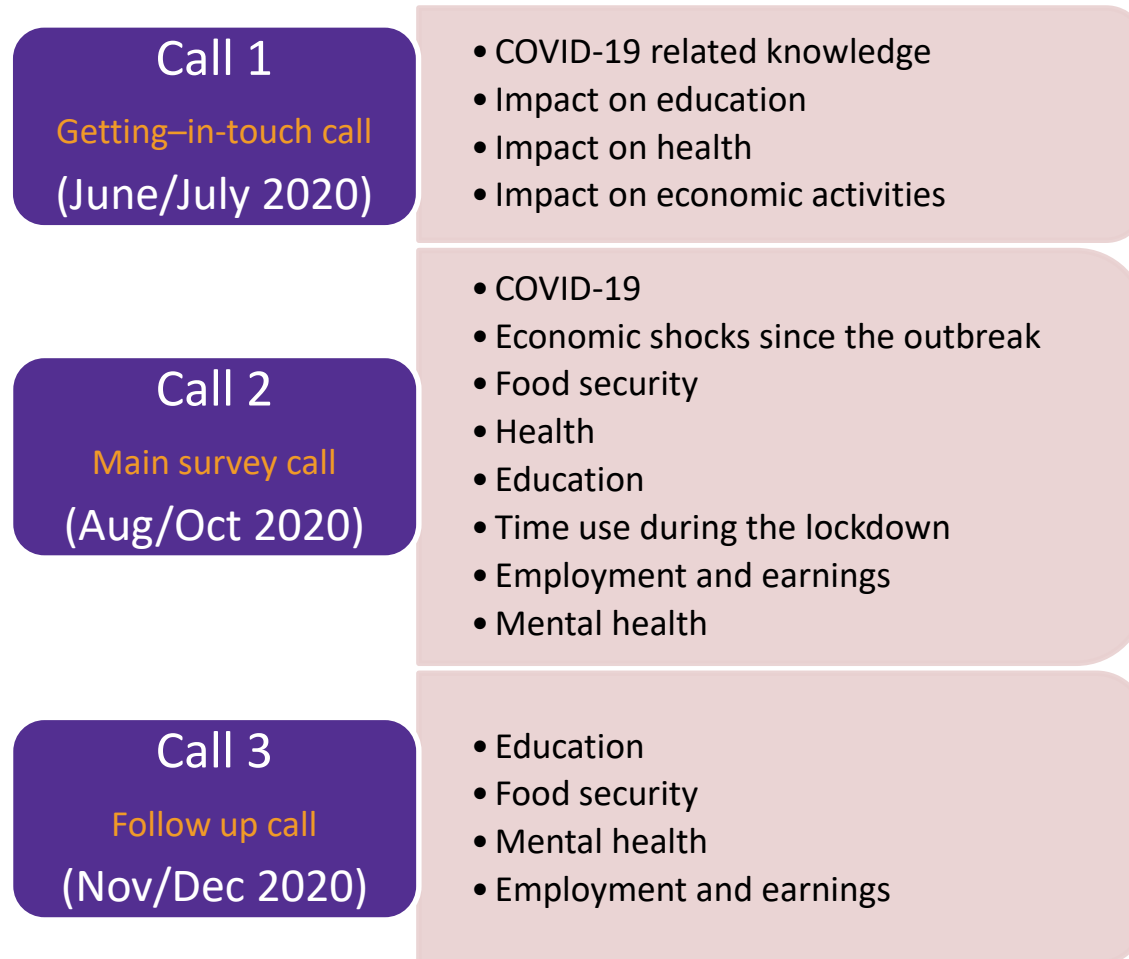 Call 1
Getting–in-touch call
(June/July 2020)
• COVID-19 related knowledge
• Impact on education
• Impact on health
• Impact on economic activities
Call 2
Main survey call
(Aug/Oct 2020)
• COVID-19
• Economic shocks since the outbreak
• Food security
• Health
• Education
• Time use during the lockdown
• Employment and earnings
• Mental health
Call 3
Follow up call
(Nov/Dec 2020)
• Education
• Food security
• Mental health
• Employment and earnings